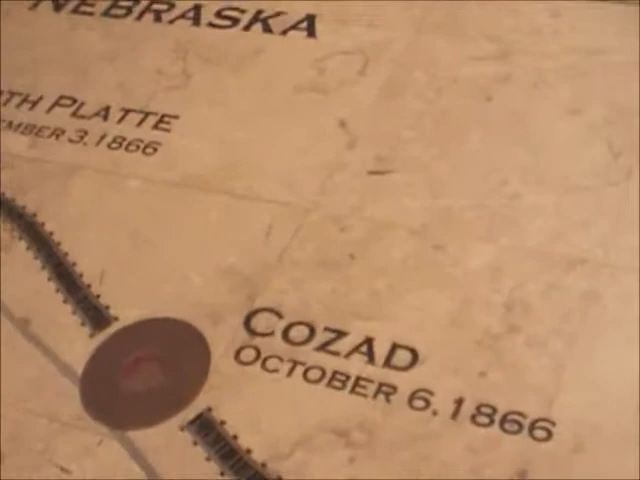 NEBRASKA
TH PLATTE
EMBER 3, 1866
COZAD
OCTOBER 6, 1866